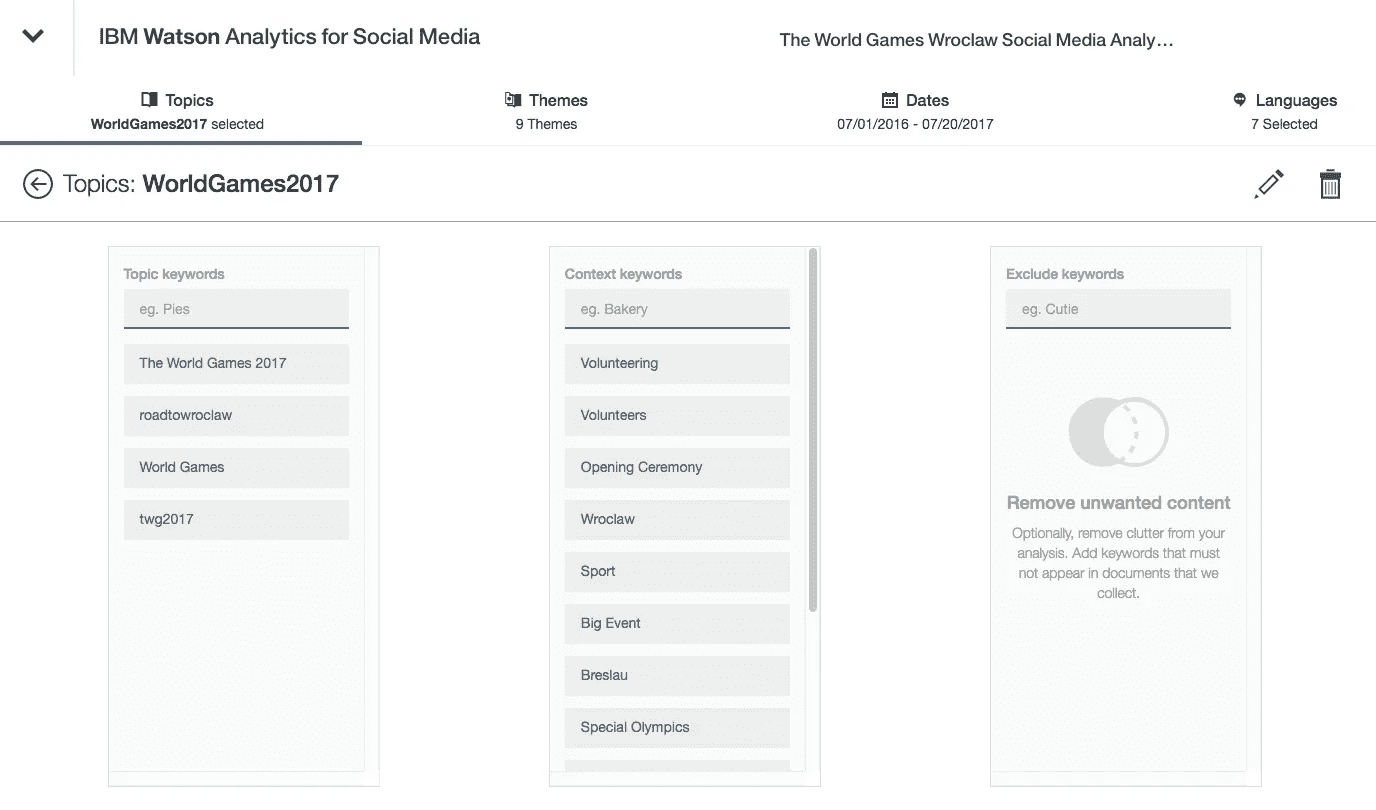 IBM Watson Analytics for Social Media
The World Games Wroclaw Social Media Analy…
Topics
WorldGames2017 selected
Themes
9 Themes
Dates
07/01/2016 - 07/20/2017
Languages
7 Selected
Topics: WorldGames2017
Topic keywords
eg. Pies
The World Games 2017
roadtowroclaw
World Games
twg2017
Context keywords
eg. Bakery
Volunteering
Volunteers
Opening Ceremony
Wroclaw
Sport
Big Event
Breslau
Special Olympics
Exclude keywords
eg. Cutie
Remove unwanted content
Optionally, remove clutter from your
analysis. Add keywords that must
not appear in documents that we
collect.